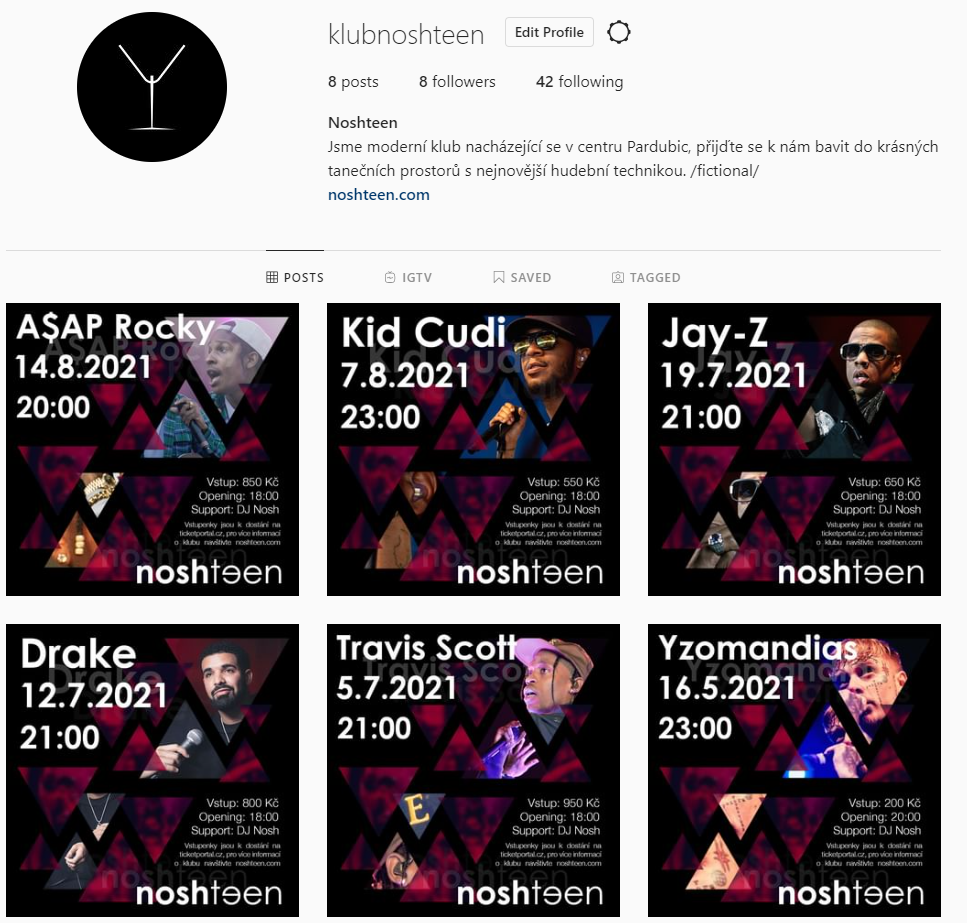 klubnoshteen
Edit Profile
8 posts 8 followers 42 following
Noshteen
Jsme moderní klub nacházející se v centru Pardubic, přijďte se k nám bavit do krásných
tanečních prostorů s nejnovější hudební technikou. /fictional/
noshteen.com
POSTS IGTV SAVED TAGGED
A$AP Rocky
14.8.2021
20:00
Vstup: 850 Kč
Opening: 18:00
Support: DJ Nosh
Vstupenky jsou k dostání na
ticketportal.cz, pro více informací
o klubu navštivte noshteen.com
noshteen
Kid Cudi
7.8.2021
23:00
Vstup: 550 Kč
Opening: 18:00
Support: DJ Nosh
Vstupenky jsou k dostání na
ticketportal.cz, pro více informací
o klubu navštivte noshteen.com
noshteen
Jay-Z
19.7.2021
21:00
Vstup: 650 Kč
Opening: 18:00
Support: DJ Nosh
Vstupenky jsou k dostání na
ticketportal.cz, pro více informací
o klubu navštivte noshteen.com
noshteen
Drake
12.7.2021
21:00
Vstup: 800 Kč
Opening: 18:00
Support: DJ Nosh
Vstupenky jsou k dostání na
ticketportal.cz, pro více informací
o klubu navštivte noshteen.com
noshteen
Travis Scott
5.7.2021
21:00
E
Vstup: 950 Kč
Opening: 18:00
Support: DJ Nosh
Vstupenky jsou k dostání na
ticketportal.cz, pro více informací
o klubu navštivte noshteen.com
noshteen
Yzomandias
16.5.2021
23:00
Vstup: 200 Kč
Opening: 20:00
Support: DJ Nosh
Vstupenky jsou k dostání na
ticketportal.cz, pro více informací
o klubu navštivte noshteen.com
noshteen